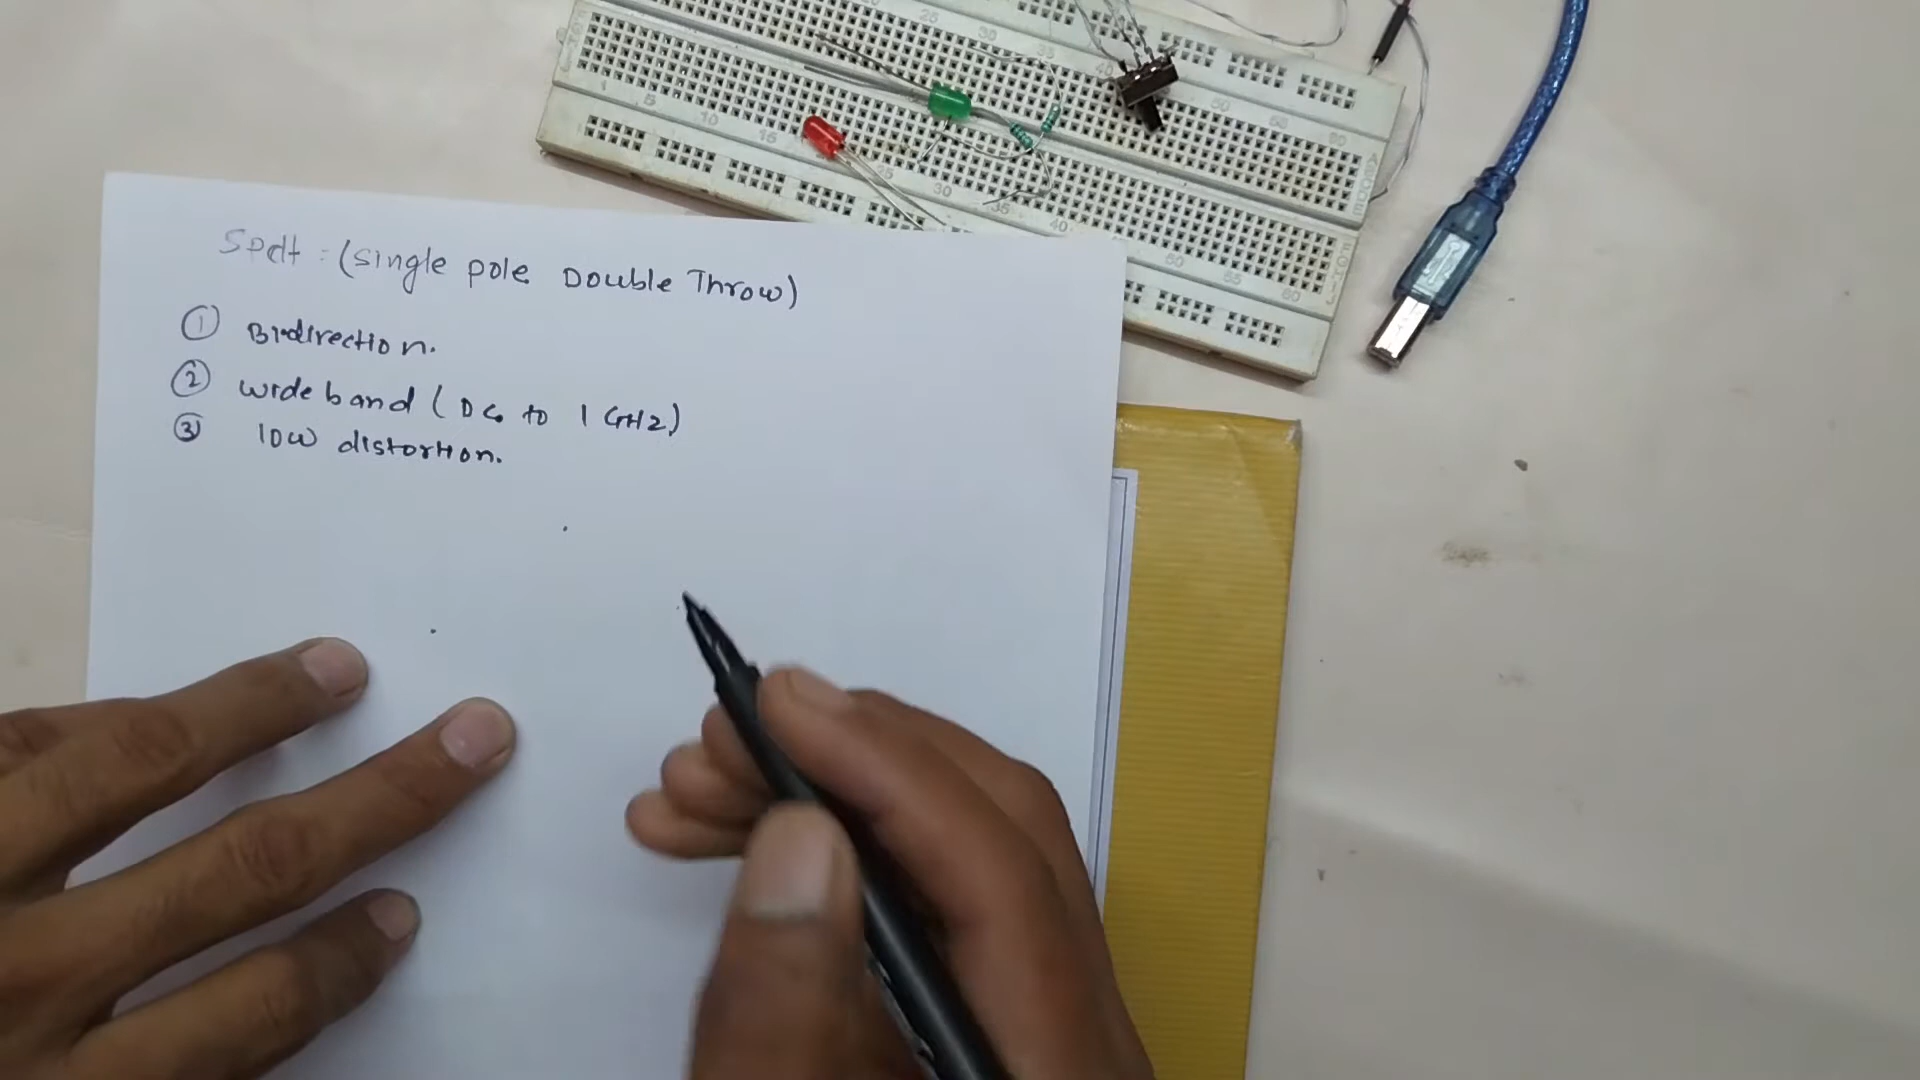 Spdt : (single pole Double Throw)
① Bidirection.
② wide band (DC to 1 GHz)
③ low distortion.